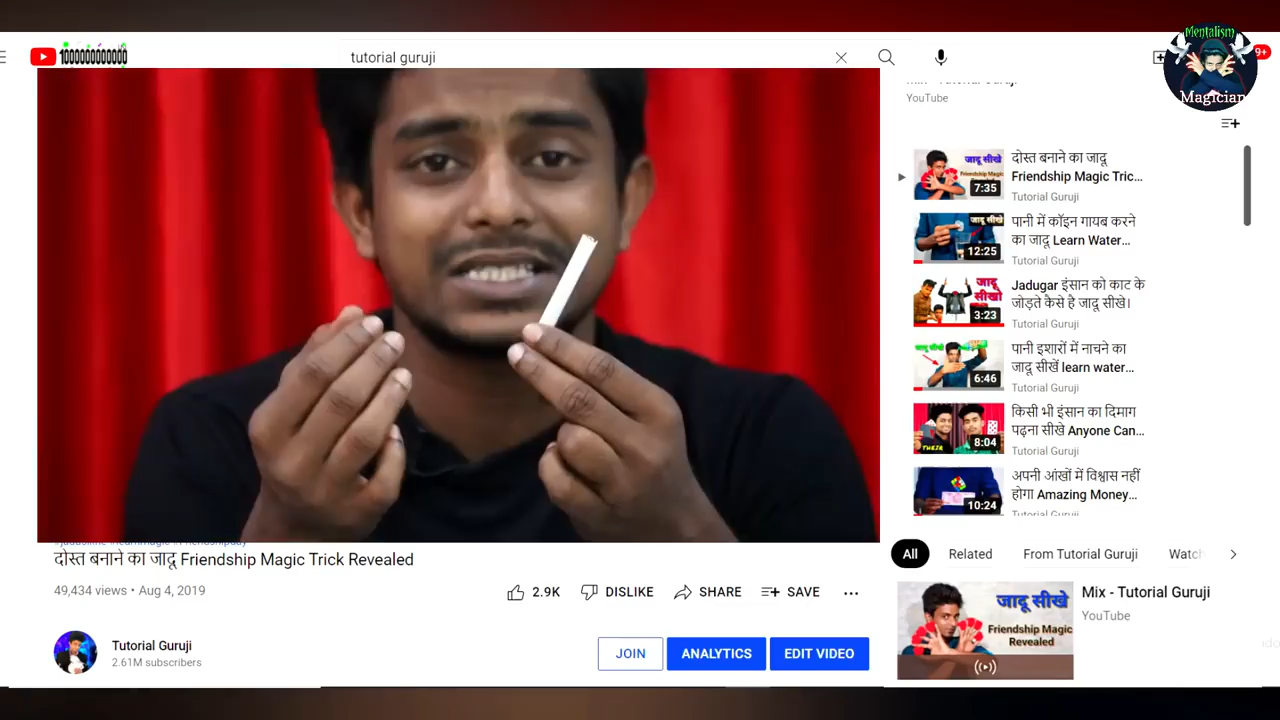 1000000000000
tutorial guruji
Mentalism
Magician
9+
YouTube
दोस्त बनाने का जादू
Friendship Magic Tric...
Tutorial Guruji
7:35
जादू सीखे
पानी में कॉइन गायब करने
का जादू Learn Water...
Tutorial Guruji
12:25
जादू सीखे
Jadugar इंसान को काट के
जोड़ते कैसे है जादू सीखे।
Tutorial Guruji
3:23
जादू
सीखो
पानी इशारों में नाचने का
जादू सीखें learn water...
Tutorial Guruji
6:46
किसी भी इंसान का दिमाग
पढ़ना सीखे Anyone Can...
Tutorial Guruji
8:04
अपनी आंखों में विश्वास नहीं
होगा Amazing Money...
Tutorial Guruji
10:24
दोस्त बनाने का जादू Friendship Magic Trick Revealed
49,434 views • Aug 4, 2019
2.9K DISLIKE SHARE SAVE ...
Tutorial Guruji
2.61M subscribers
JOIN ANALYTICS EDIT VIDEO
All Related From Tutorial Guruji Watch
जादू सीखे
Friendship Magic
Revealed
Mix - Tutorial Guruji
YouTube